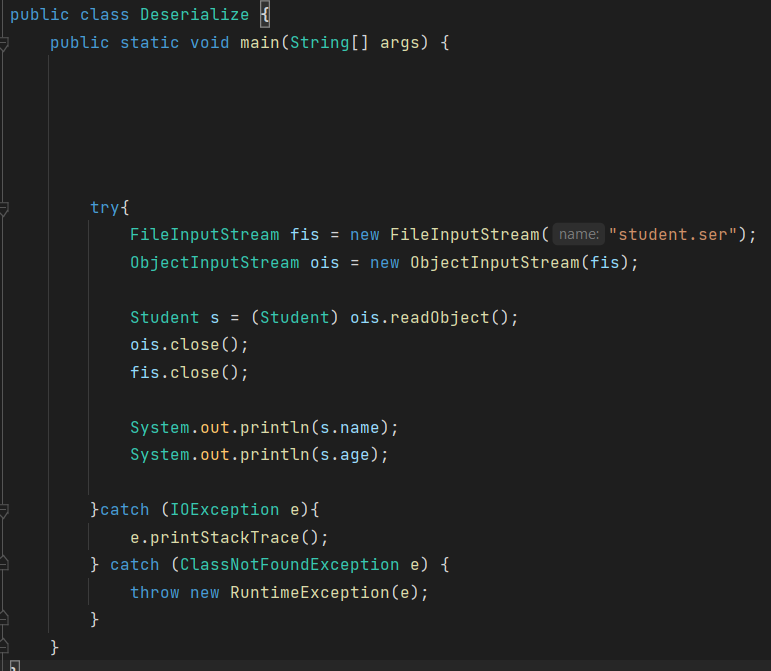 public class Deserialize {
    public static void main(String[] args) {
        try{
            FileInputStream fis = new FileInputStream( name: "student.ser");
            ObjectInputStream ois = new ObjectInputStream(fis);
            Student s = (Student) ois.readObject();
            ois.close();
            fis.close();
            System.out.println(s.name);
            System.out.println(s.age);
        }catch (IOException e){
            e.printStackTrace();
        } catch (ClassNotFoundException e) {
            throw new RuntimeException(e);
        }
    }
}